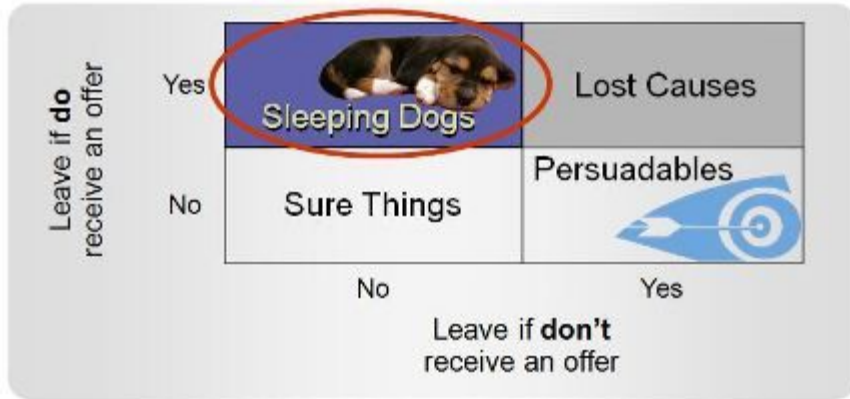 Leave if do
receive an offer
Yes
Sleeping Dogs
Lost Causes
No
Sure Things
Persuadables
No
Yes
Leave if don't
receive an offer